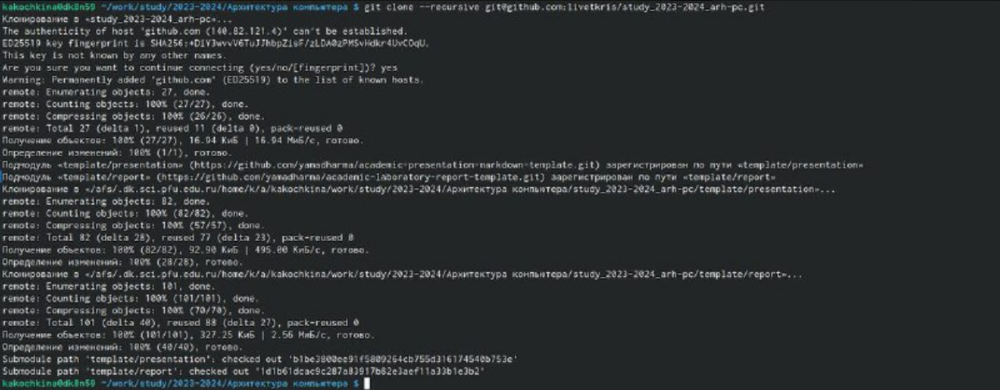 kakochkina@dk8n59 ~/work/study/2023-2024/Архитектура компьютера $ git clone --recursive git@github.com:livetkris/study_2023-2024_arh-pc.git
Клонирование в «study_2023-2024_arh-pc»...
The authenticity of host 'github.com (140.82.121.4)' can't be established.
ED25519 key fingerprint is SHA256:+DiY3wvvV6TuJJhbpZisF/zLDA0zPMSvHdkr4UvCOqU.
This key is not known by any other names.
Are you sure you want to continue connecting (yes/no/[fingerprint])? yes
Warning: Permanently added 'github.com' (ED25519) to the list of known hosts.
remote: Enumerating objects: 27, done.
remote: Counting objects: 100% (27/27), done.
remote: Compressing objects: 100% (26/26), done.
remote: Total 27 (delta 1), reused 11 (delta 0), pack-reused 0
Получение объектов: 100% (27/27), 16.94 КиБ | 16.94 МиБ/с, готово.
Определение изменений: 100% (1/1), готово.
Подмодуль «template/presentation» (https://github.com/yamadharma/academic-presentation-markdown-template.git) зарегистрирован по пути «template/presentation»
Подмодуль «template/report» (https://github.com/yamadharma/academic-laboratory-report-template.git) зарегистрирован по пути «template/report»
Клонирование в «/afs/.dk.sci.pfu.edu.ru/home/k/a/kakochkina/work/study/2023-2024/Архитектура компьютера/template/presentation»...
remote: Enumerating objects: 82, done.
remote: Counting objects: 100% (82/82), done.
remote: Compressing objects: 100% (57/57), done.
remote: Total 82 (delta 28), reused 77 (delta 23), pack-reused 0
Получение объектов: 100% (82/82), 92.90 КиБ | 495.00 КиБ/с, готово.
Определение изменений: 100% (28/28), готово.
Клонирование в «/afs/.dk.sci.pfu.edu.ru/home/k/a/kakochkina/work/study/2023-2024/Архитектура компьютера/study_2023-2024_arh-pc/template/report»...
remote: Enumerating objects: 101, done.
remote: Counting objects: 100% (101/101), done.
remote: Compressing objects: 100% (70/70), done.
remote: Total 101 (delta 40), reused 88 (delta 27), pack-reused 0
Получение объектов: 100% (101/101), 327.25 КиБ | 2.56 МиБ/с, готово.
Определение изменений: 100% (40/40), готово.
Submodule path 'template/presentation': checked out 'b1be3800ee91f5809264cb755d316174540b753e'
Submodule path 'template/report': checked out '1d1b61dcac9c287a83917b82e3aef11a33b1e3b2'
kakochkina@dk8n59 ~/work/study/2023-2024/Архитектура компьютера $